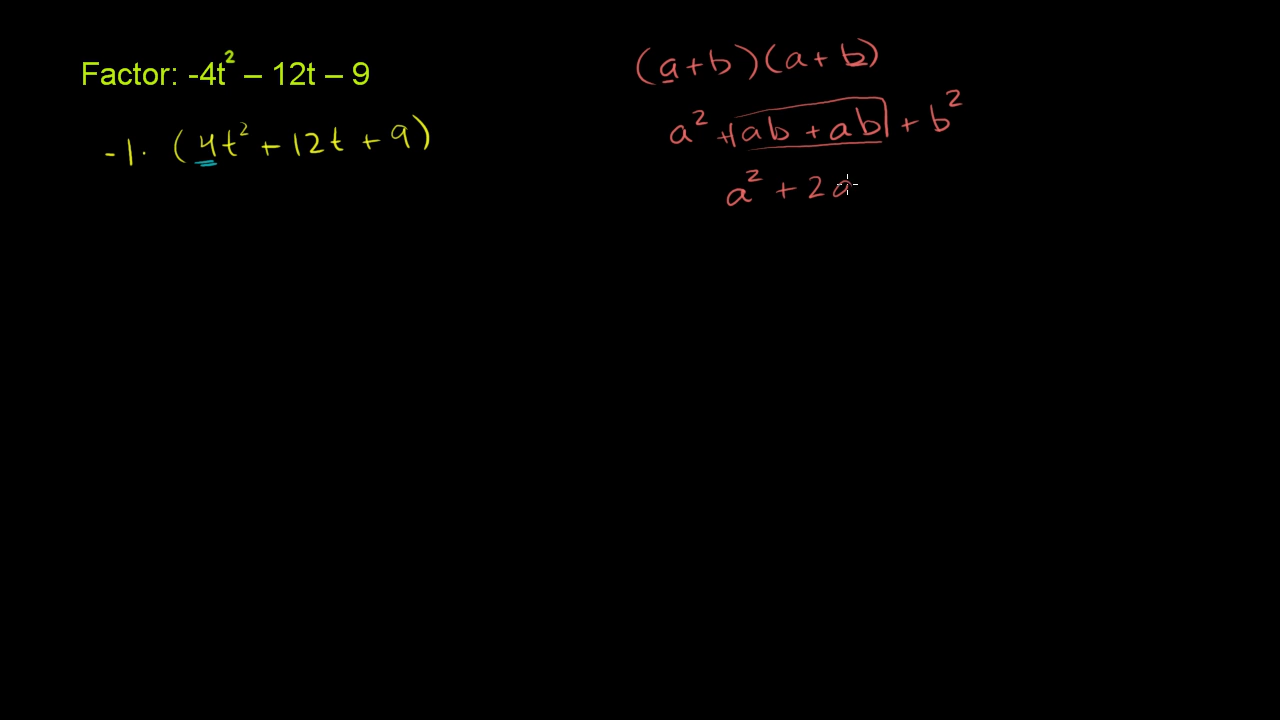 Factor: -4t² – 12t – 9
-1· (4t² + 12t + 9)
(a+b)(a+b)
a² + ab + ab + b²
a² + 2a